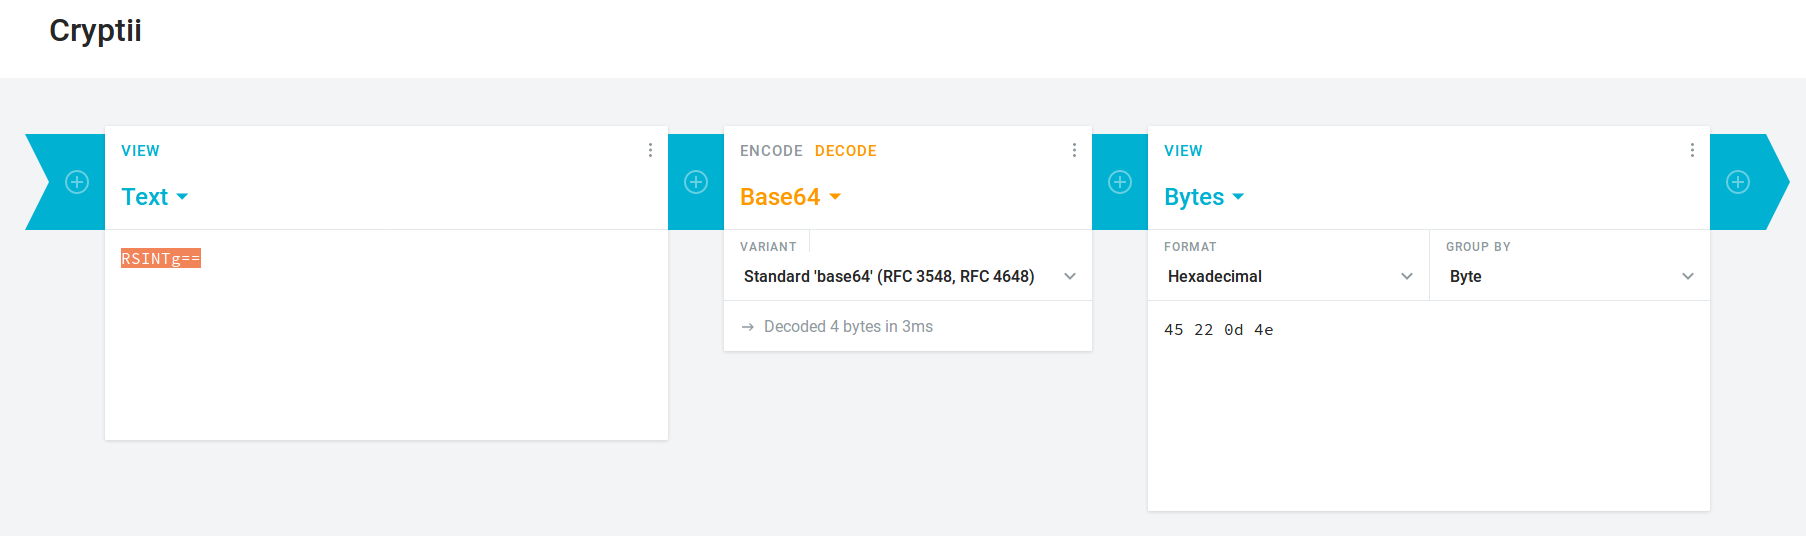 Cryptii
VIEW
Text
RSINTg==
ENCODE DECODE
Base64
VARIANT
Standard 'base64' (RFC 3548, RFC 4648)
→ Decoded 4 bytes in 3ms
VIEW
Bytes
FORMAT
Hexadecimal
GROUP BY
Byte
45 22 0d 4e